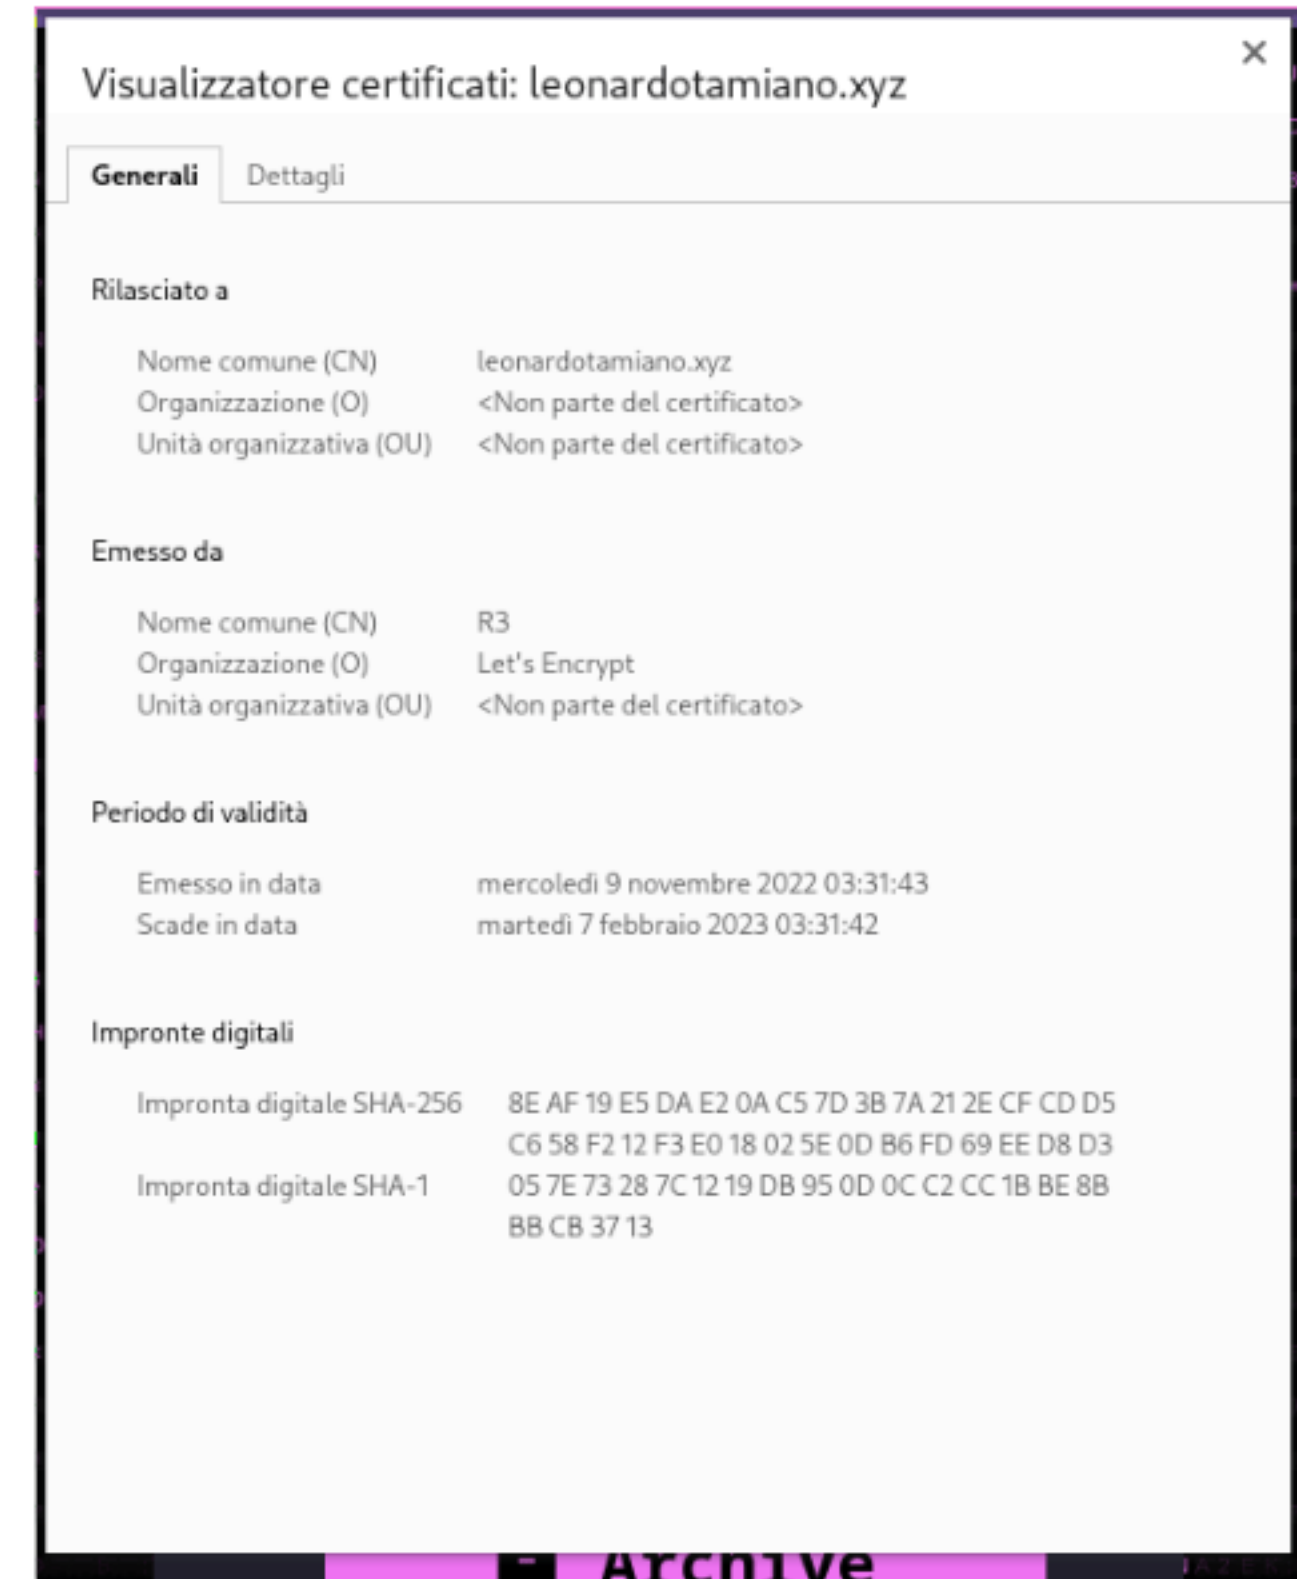 Visualizzatore certificati: leonardotamiano.xyz
Generali Dettagli
Rilasciato a
Nome comune (CN) leonardotamiano.xyz
Organizzazione (O) <Non parte del certificato>
Unità organizzativa (OU) <Non parte del certificato>
Emesso da
Nome comune (CN) R3
Organizzazione (O) Let's Encrypt
Unità organizzativa (OU) <Non parte del certificato>
Periodo di validità
Emesso in data mercoledì 9 novembre 2022 03:31:43
Scade in data martedì 7 febbraio 2023 03:31:42
Impronte digitali
Impronta digitale SHA-256 8E AF 19 E5 DA E2 0A C5 7D 3B 7A 21 2E CF CD D5
C6 58 F2 12 F3 E0 18 02 5E 0D B6 FD 69 EE D8 D3
Impronta digitale SHA-1 05 7E 73 28 7C 12 19 DB 95 0D 0C C2 CC 1B BE 8B
BB CB 37 13
- Archive